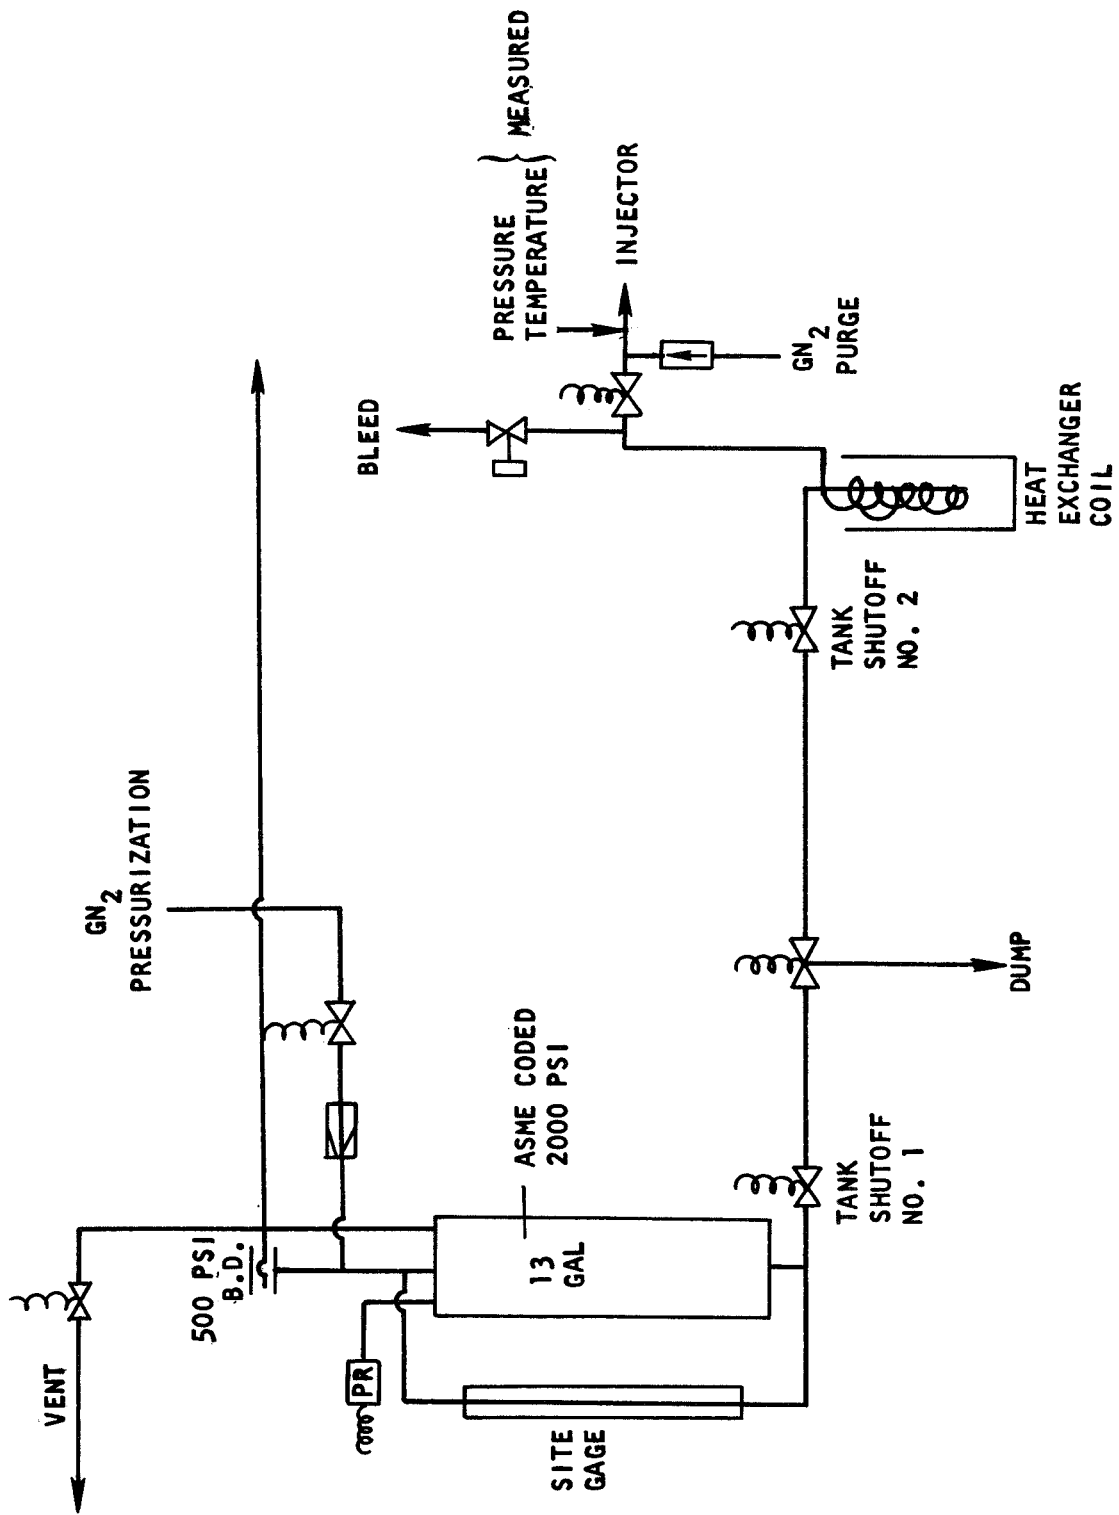 VENT
500 PSI
B.D.
GN2
PRESSURIZATION
PR
SITE
GAGE
13
GAL
ASME CODED
2000 PSI
TANK
SHUTOFF
NO. 1
DUMP
TANK
SHUTOFF
NO. 2
HEAT
EXCHANGER
COIL
BLEED
GN2
PURGE
INJECTOR
PRESSURE
TEMPERATURE
MEASURED